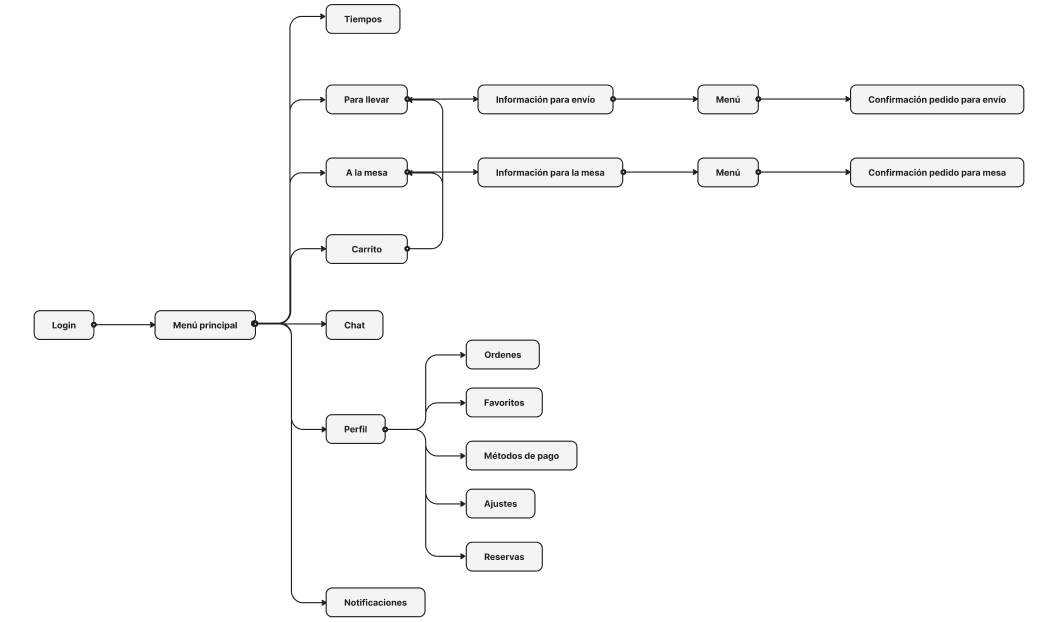 Tiempos
Para llevar
Información para envío
Menú
Confirmación pedido para envío
A la mesa
Información para la mesa
Menú
Confirmación pedido para mesa
Carrito
Login
Menú principal
Chat
Ordenes
Favoritos
Perfil
Métodos de pago
Ajustes
Reservas
Notificaciones